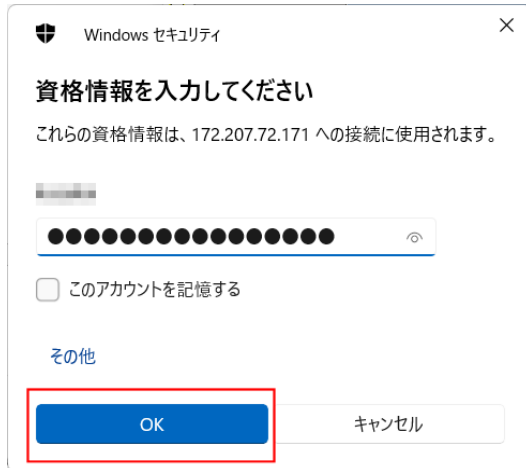 Windows セキュリティ
資格情報を入力してください
これらの資格情報は、172.207.72.171 への接続に使用されます。
●●●●●●●●●●●●●●●●
このアカウントを記憶する
その他
OK
キャンセル